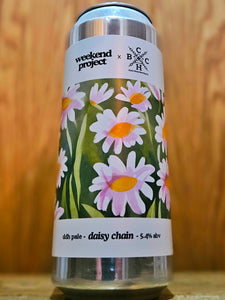 weekend
project
x
C
B C
H
ddh pale - daisy chain - 5.4% abv